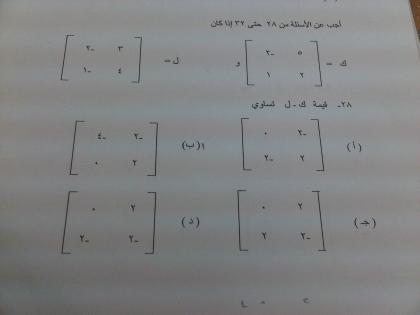 أجب عن الأسئلة من ٢٨ حتى ٣٢ إذا كان
ك = ٥ -٢ و ل = ٣ -٢
٢ ١ ٤ -١
٢٨- قيمة ك - ل تساوي
(أ) -٢ ٠ (ب) -٢ -٤
٢ -٢ ٢ ٠
(جـ) ٢ ٠ (د) ٢ ٠
-٢ ٢ -٢ -٢